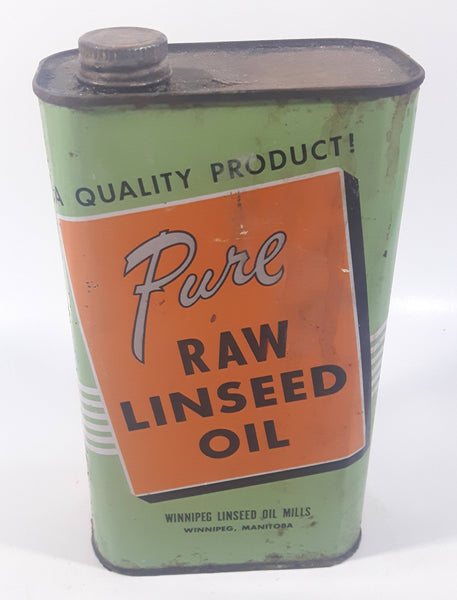 A QUALITY PRODUCT!
Pure
RAW
LINSEED
OIL
WINNIPEG LINSEED OIL MILLS
WINNIPEG, MANITOBA